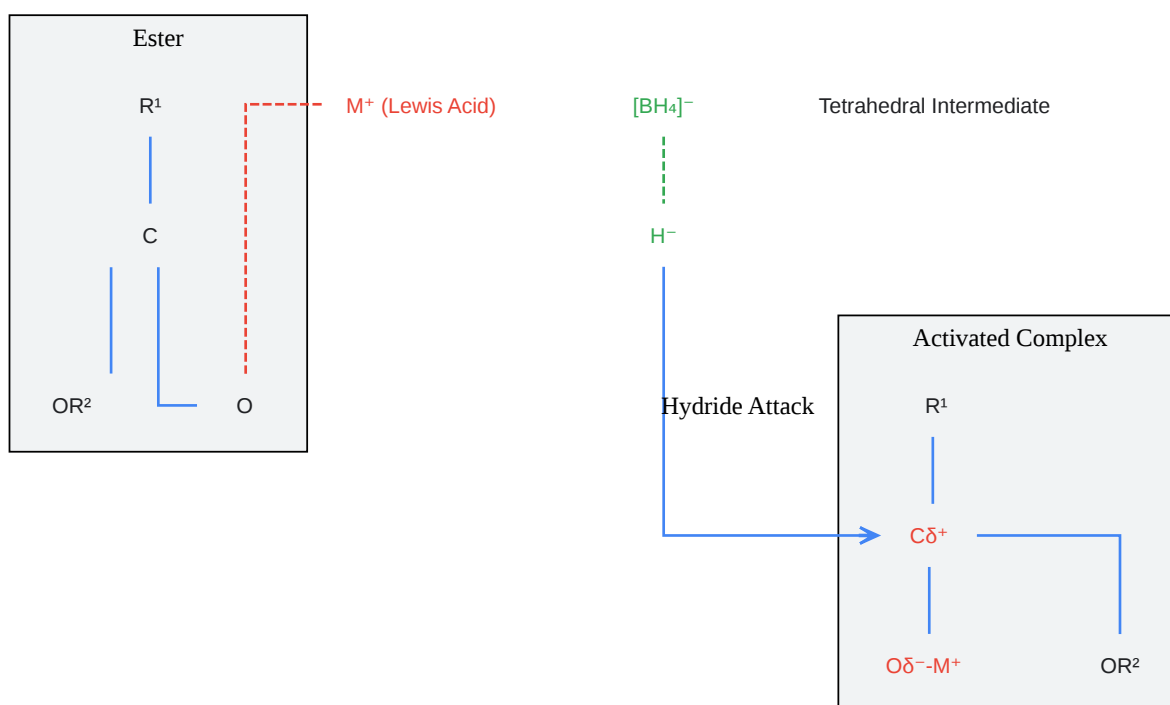 Ester
R¹
M⁺ (Lewis Acid)
[BH₄]⁻
Tetrahedral Intermediate
C
H⁻
Activated Complex
OR²
O
Hydride Attack
R¹
Cδ⁺
Oδ⁻-M⁺
OR²